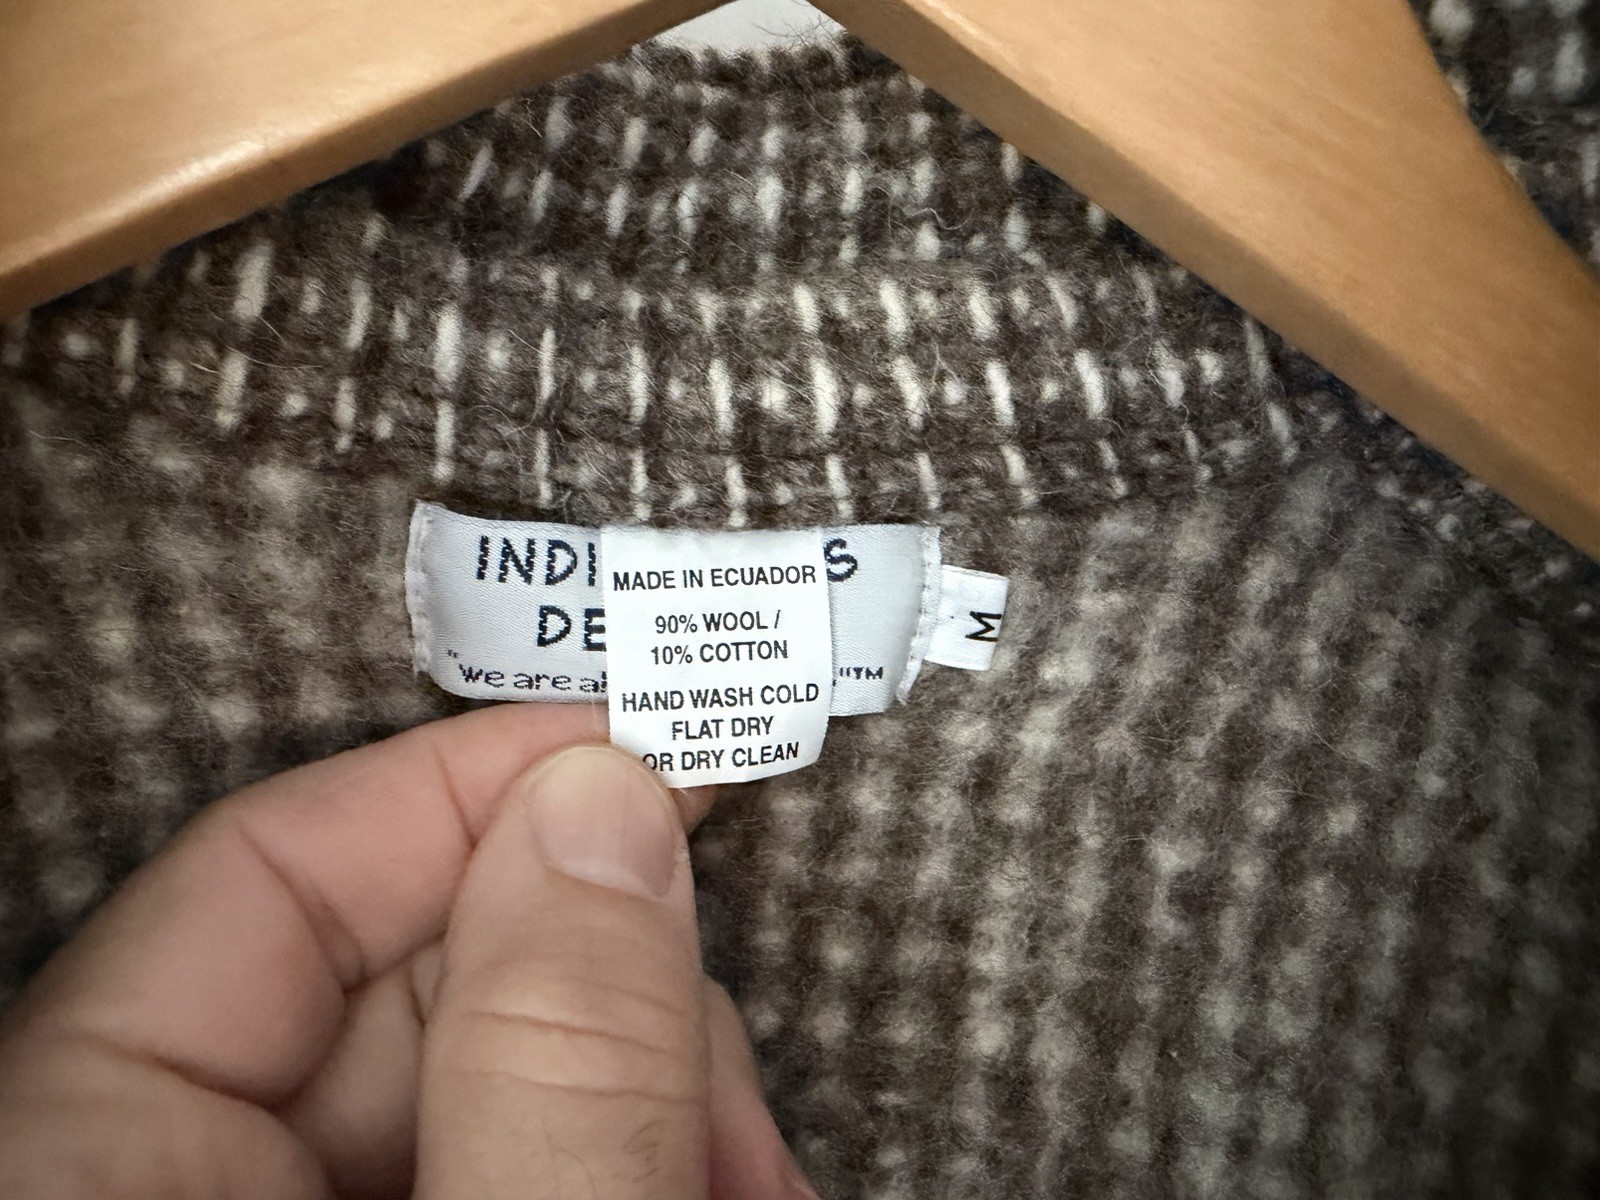 INDI S
DE
"we are al "™
MADE IN ECUADOR
90% WOOL /
10% COTTON
HAND WASH COLD
FLAT DRY
OR DRY CLEAN
M